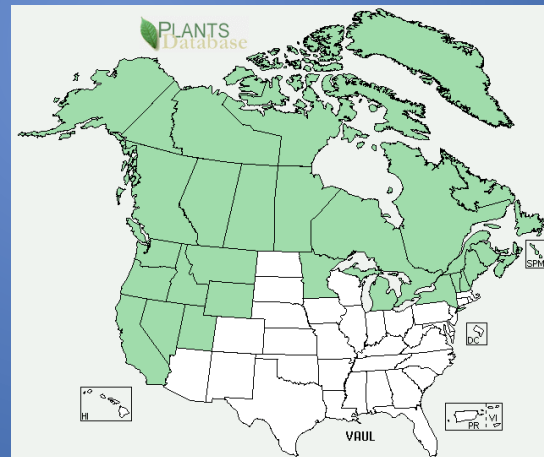 PLANTS
Database
SPM
DC
HI
PR
VI
VAUL